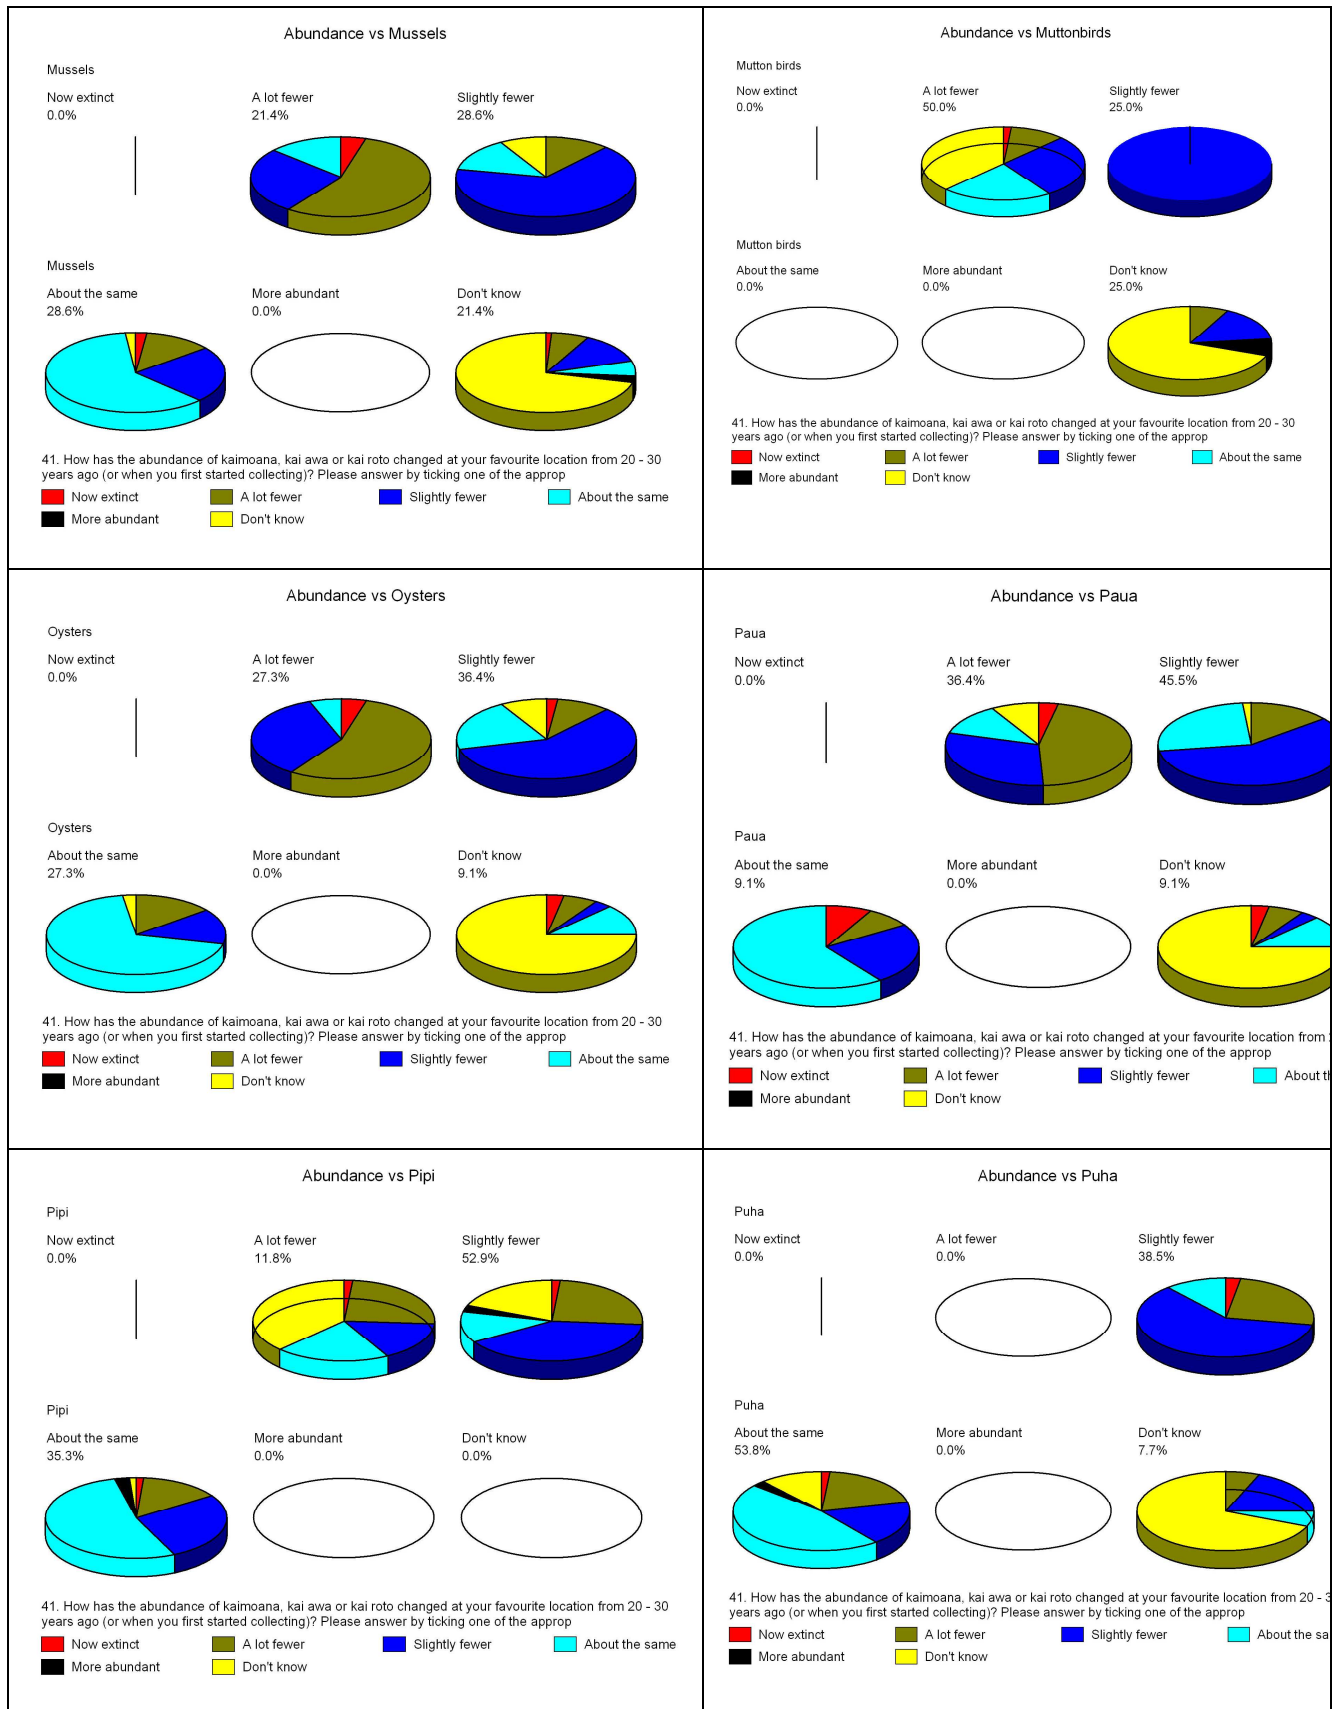 Abundance vs Mussels
Mussels
Now extinct
0.0%
A lot fewer
21.4%
Slightly fewer
28.6%
Mussels
About the same
28.6%
More abundant
0.0%
Don't know
21.4%
41. How has the abundance of kaimoana, kai awa or kai roto changed at your favourite location from 20 - 30
years ago (or when you first started collecting)? Please answer by ticking one of the approp
Now extinct
A lot fewer
Slightly fewer
About the same
More abundant
Don't know
Abundance vs Muttonbirds
Mutton birds
Now extinct
0.0%
A lot fewer
50.0%
Slightly fewer
25.0%
Mutton birds
About the same
0.0%
More abundant
0.0%
Don't know
25.0%
41. How has the abundance of kaimoana, kai awa or kai roto changed at your favourite location from 20 - 30
years ago (or when you first started collecting)? Please answer by ticking one of the approp
Now extinct
A lot fewer
Slightly fewer
About the same
More abundant
Don't know
Abundance vs Oysters
Oysters
Now extinct
0.0%
A lot fewer
27.3%
Slightly fewer
36.4%
Oysters
About the same
27.3%
More abundant
0.0%
Don't know
9.1%
41. How has the abundance of kaimoana, kai awa or kai roto changed at your favourite location from 20 - 30
years ago (or when you first started collecting)? Please answer by ticking one of the approp
Now extinct
A lot fewer
Slightly fewer
About the same
More abundant
Don't know
Abundance vs Paua
Paua
Now extinct
0.0%
A lot fewer
36.4%
Slightly fewer
45.5%
Paua
About the same
9.1%
More abundant
0.0%
Don't know
9.1%
41. How has the abundance of kaimoana, kai awa or kai roto changed at your favourite location from
years ago (or when you first started collecting)? Please answer by ticking one of the approp
Now extinct
A lot fewer
Slightly fewer
About
More abundant
Don't know
Abundance vs Pipi
Pipi
Now extinct
0.0%
A lot fewer
11.8%
Slightly fewer
52.9%
Pipi
About the same
35.3%
More abundant
0.0%
Don't know
0.0%
41. How has the abundance of kaimoana, kai awa or kai roto changed at your favourite location from 20 - 30
years ago (or when you first started collecting)? Please answer by ticking one of the approp
Now extinct
A lot fewer
Slightly fewer
About the same
More abundant
Don't know
Abundance vs Puha
Puha
Now extinct
0.0%
A lot fewer
0.0%
Slightly fewer
38.5%
Puha
About the same
53.8%
More abundant
0.0%
Don't know
7.7%
41. How has the abundance of kaimoana, kai awa or kai roto changed at your favourite location from 20 -
years ago (or when you first started collecting)? Please answer by ticking one of the approp
Now extinct
A lot fewer
Slightly fewer
About the sa
More abundant
Don't know